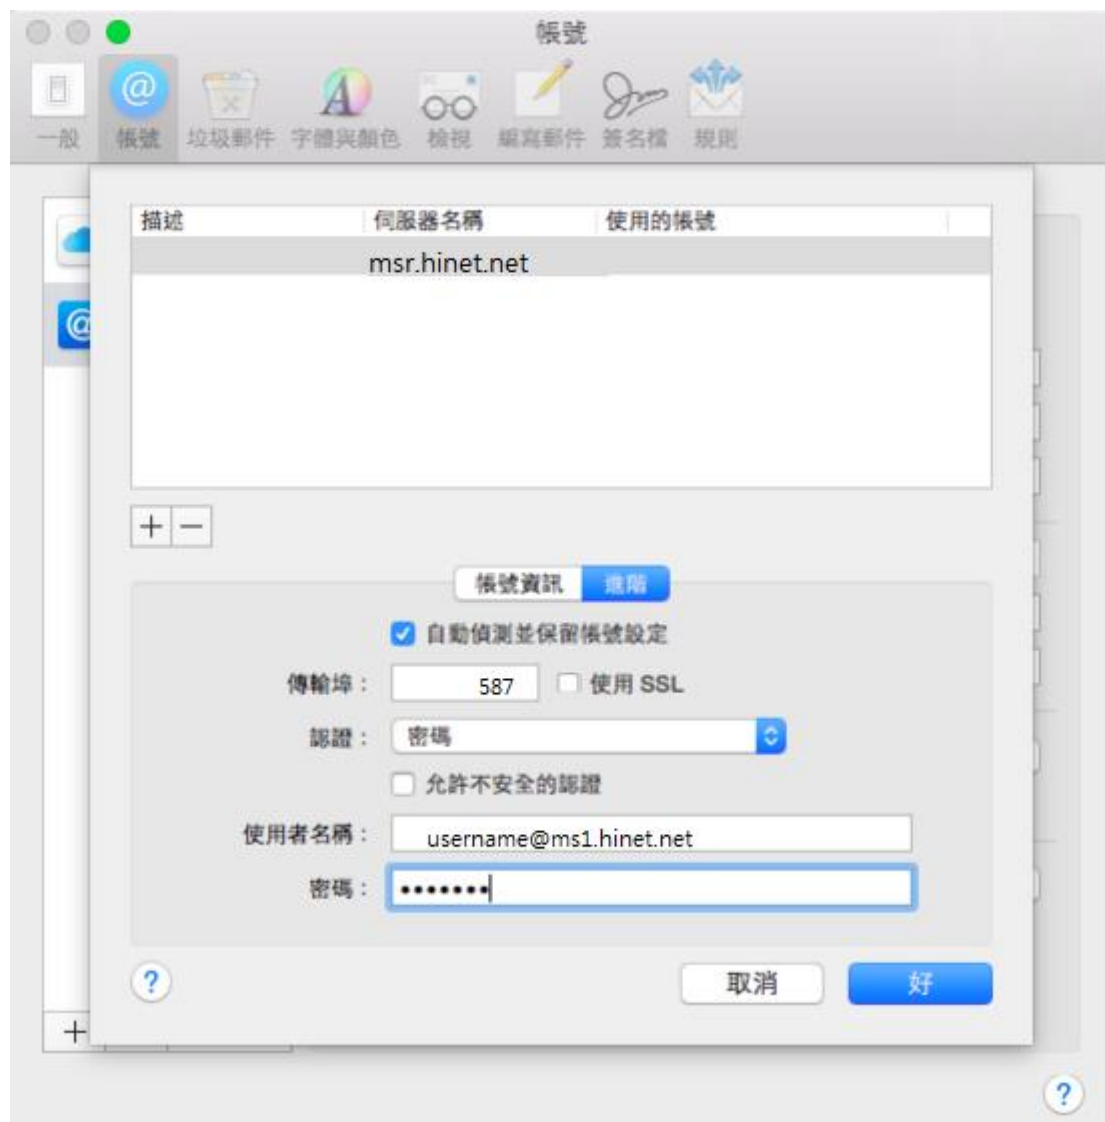 帳號
一般 帳號 垃圾郵件 字體與顏色 檢視 編寫郵件 簽名檔 規則
描述 伺服器名稱 使用的帳號
msr.hinet.net
帳號資訊 進階
自動偵測並保留帳號設定
傳輸埠： 587 使用 SSL
認證： 密碼
允許不安全的認證
使用者名稱： username@ms1.hinet.net
密碼： •••••••
? 取消 好
?